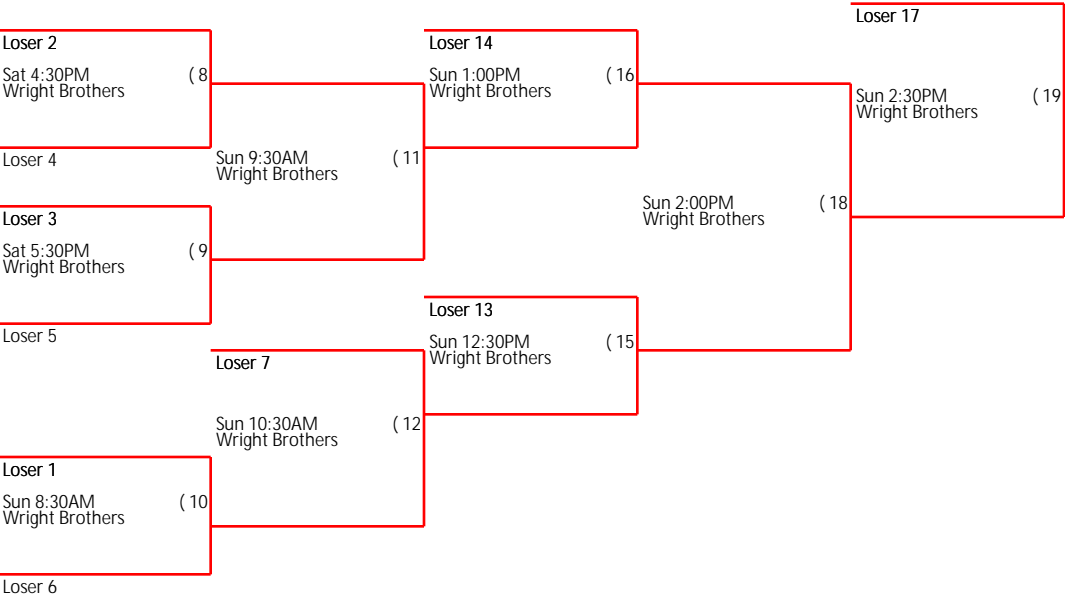 Loser 17
Loser 2
Loser 14
Sat 4:30PM
( 8
Wright Brothers
Sun 1:00PM
( 16
Wright Brothers
Sun 2:30PM
( 19
Wright Brothers
Loser 4
Sun 9:30AM
( 11
Wright Brothers
Sun 2:00PM
( 18
Wright Brothers
Loser 3
Sat 5:30PM
( 9
Wright Brothers
Loser 13
Loser 5
Sun 12:30PM
( 15
Wright Brothers
Loser 7
Sun 10:30AM
( 12
Wright Brothers
Loser 1
Sun 8:30AM
( 10
Wright Brothers
Loser 6